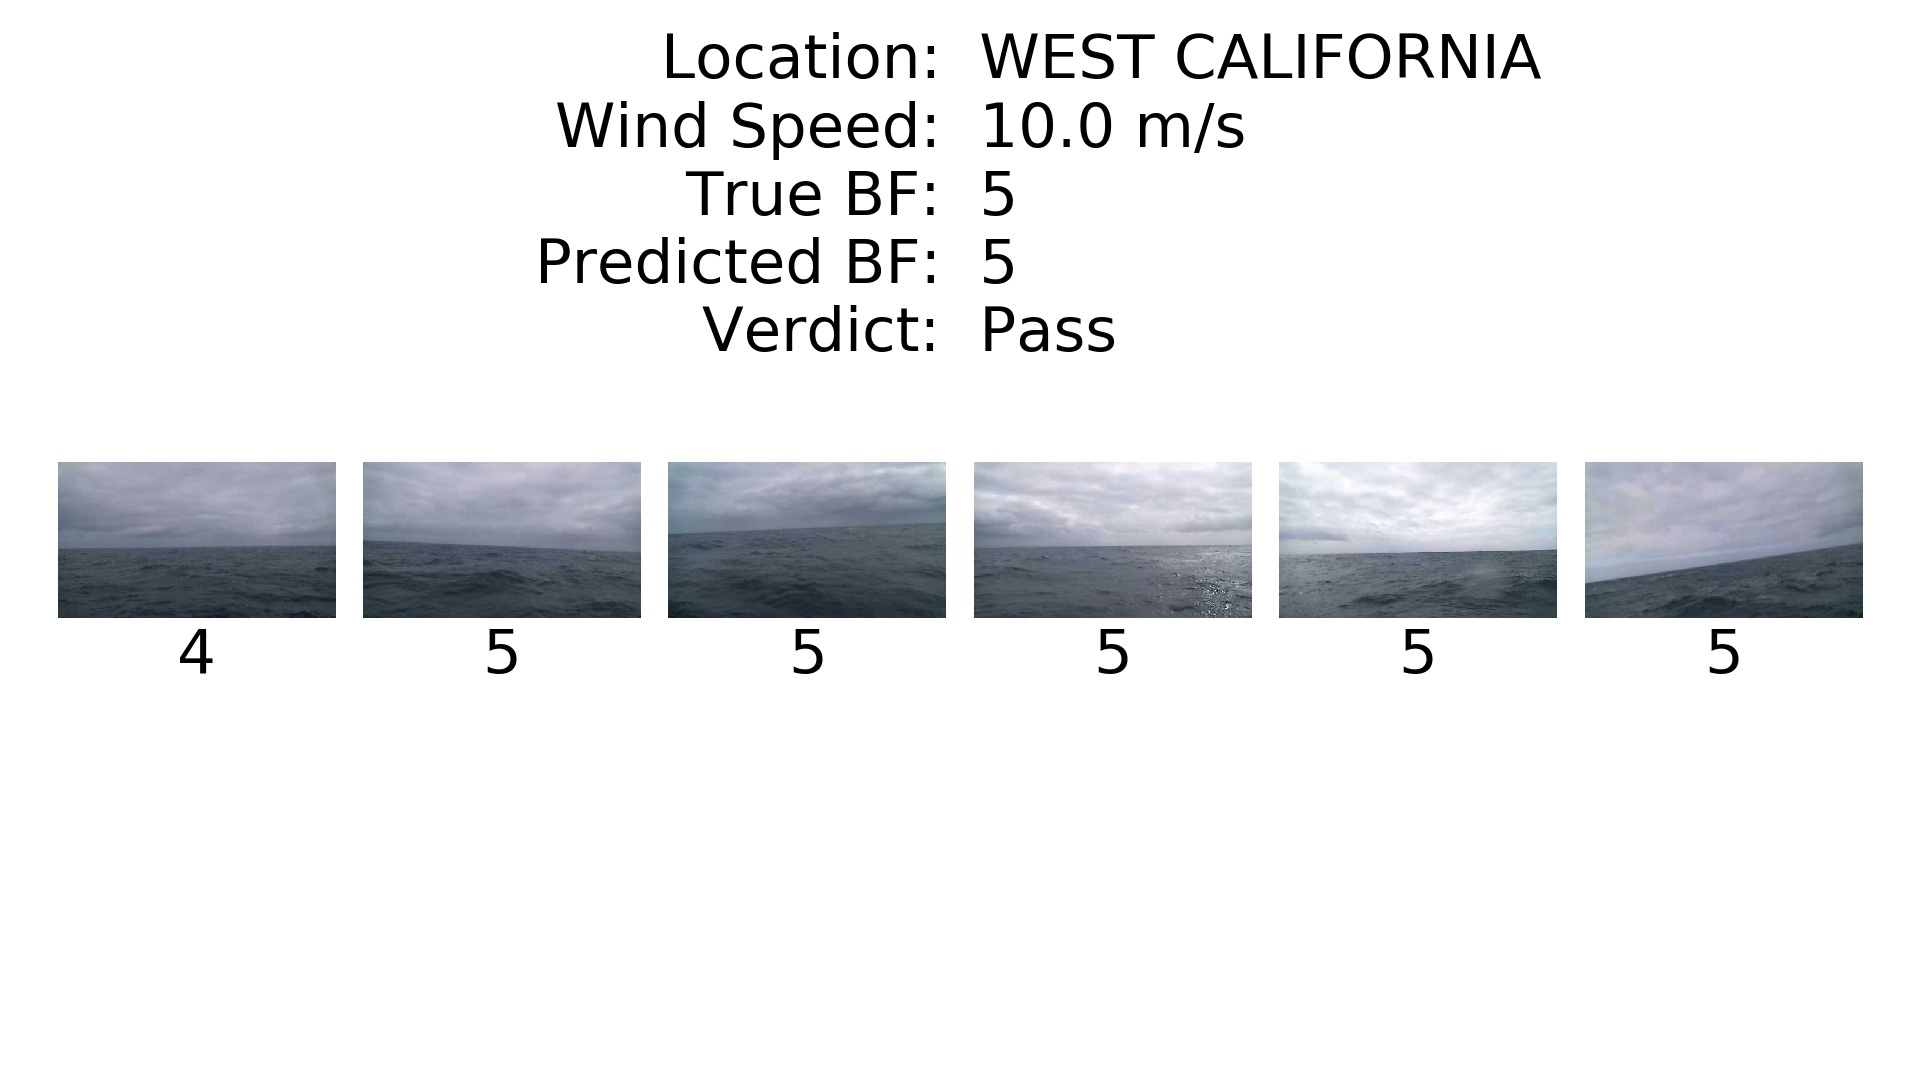 Location: WEST CALIFORNIA
Wind Speed: 10.0 m/s
True BF: 5
Predicted BF: 5
Verdict: Pass
4 5 5 5 5 5